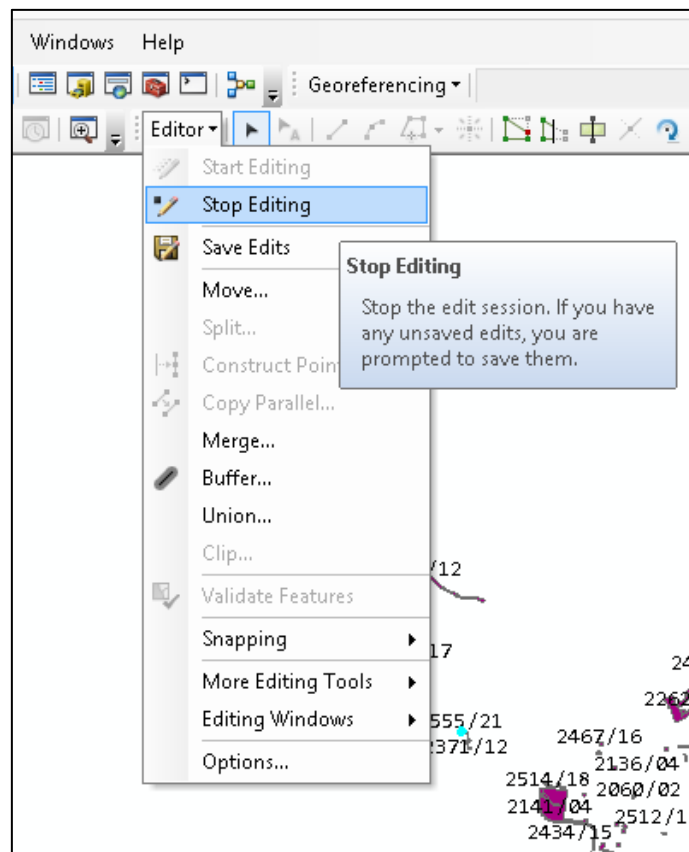 Windows Help
Georeferencing
Editor
Start Editing
Stop Editing
Save Edits
Stop Editing
Stop the edit session. If you have
any unsaved edits, you are
prompted to save them.
Move...
Split...
Construct Poin
Copy Parallel...
Merge...
Buffer...
Union...
Clip...
Validate Features
Snapping
More Editing Tools
Editing Windows
Options...
/12
17
24
2262
555/21
2371/12
2467/16
2136/04
2514/18
2060/02
2141/04
2512/1
2434/15